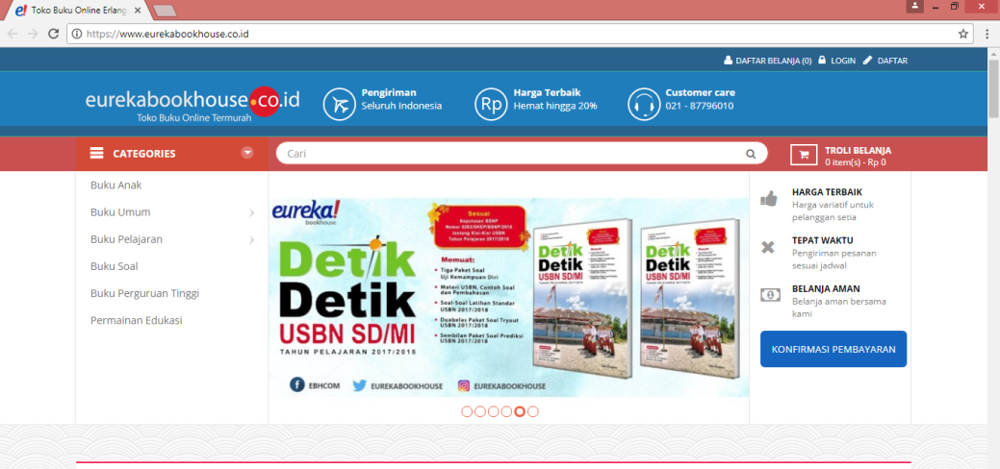 Toko Buku Online Erlang
https://www.eurekabookhouse.co.id
DAFTAR BELANJA (0) LOGIN DAFTAR
eurekabookhouse.co.id
Toko Buku Online Termurah
Pengiriman
Seluruh Indonesia
Rp
Harga Terbaik
Hemat hingga 20%
Customer care
021 - 87796010
CATEGORIES
Cari
TROLI BELANJA
0 item(s) - Rp 0
Buku Anak
Buku Umum
Buku Pelajaran
Buku Soal
Buku Perguruan Tinggi
Permainan Edukasi
eureka!
bookhouse
Detik
Detik
USBN SD/MI
TAHUN PELAJARAN 2017/2018
Sesuai
Keputusan BSNP
tentang Kisi-Kisi USBN
Tahun Pelajaran 2017/2018
Memuat:
• Tiga Paket Soal
Uji Kemampuan Diri
• Materi USBN, Contoh Soal
dan Pembahasan
• Soal-Soal Latihan Standar
USBN 2017/2018
• Duabelas Paket Soal Tryout
USBN 2017/2018
• Sembilan Paket Soal Prediksi
USBN 2017/2018
Detik
Detik
USBN SD/MI
Detik
Detik
USBN SD/MI
EBHCOM EUREKABOOKHOUSE EUREKABOOKHOUSE
HARGA TERBAIK
Harga variatif untuk
pelanggan setia
TEPAT WAKTU
Pengiriman pesanan
sesuai jadwal
BELANJA AMAN
Belanja aman bersama
kami
KONFIRMASI PEMBAYARAN